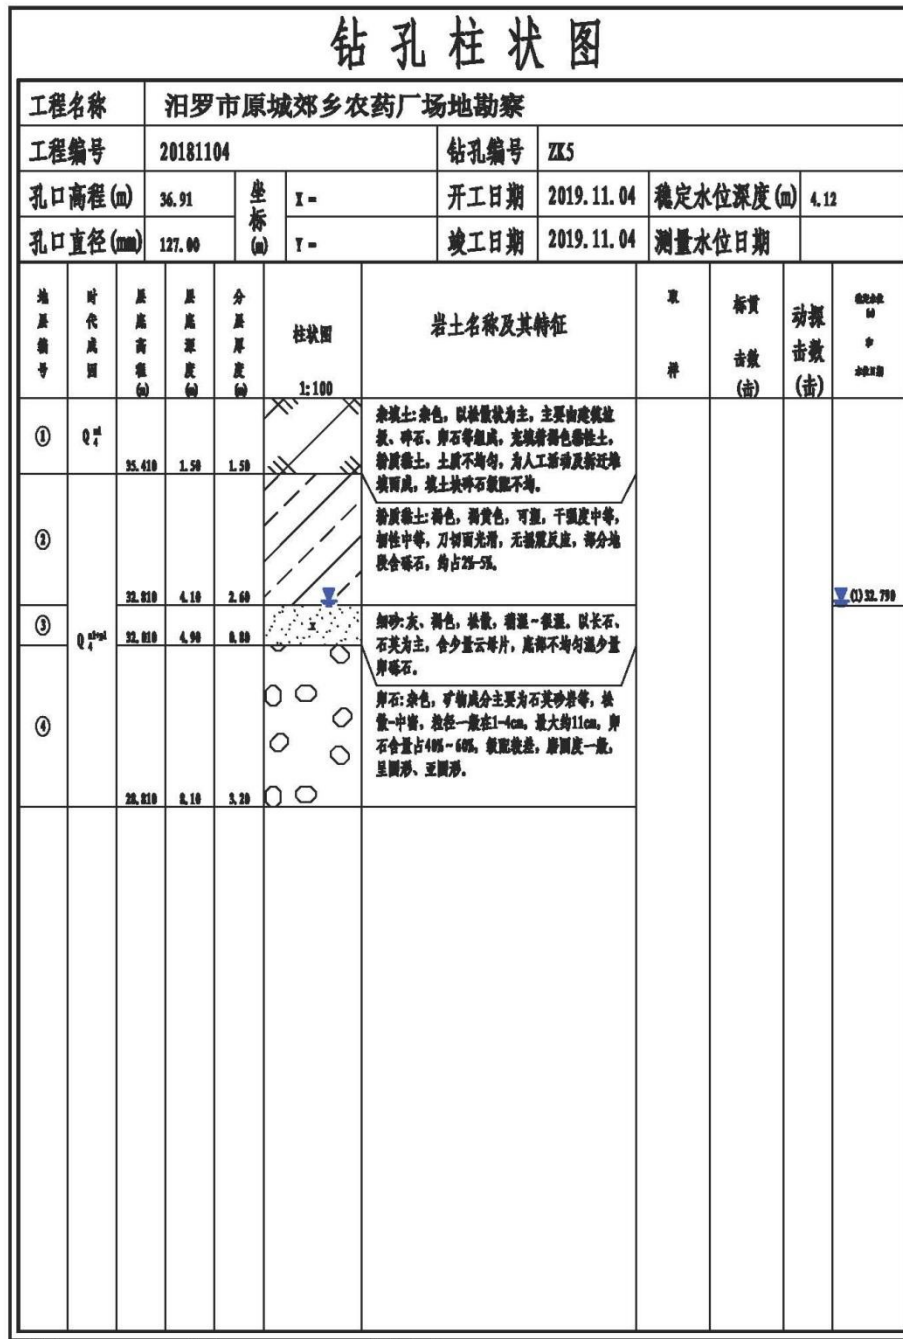 钻孔柱状图
工程名称 汨罗市原城郊乡农药厂场地勘察
工程编号 20181104 钻孔编号 ZK5
孔口高程(m) 36.91 坐标(m) X = 开工日期 2019.11.04 稳定水位深度(m) 4.12
孔口直径(mm) 127.00 Y = 竣工日期 2019.11.04 测量水位日期
地层编号 时代成因 层底高程(m) 层底深度(m) 分层厚度(m) 柱状图 1:100 岩土名称及其特征 取样 标贯击数(击) 动探击数(击) 稳定水位(m)和水位日期
① Q4ml 35.410 1.50 1.50
杂填土:杂色，以松散状为主，主要由建筑垃
圾、碎石、卵石等组成，充填着褐色黏性土，
粉质黏土，土质不均匀，为人工活动及拆迁堆
填而成，填土块碎石级配不均。
② 32.810 4.10 2.60
粉质黏土:褐色，褐黄色，可塑，干强度中等，
韧性中等，刀切面光滑，无摇震反应，部分地
段含砾石，约占2%-5%。
(1)32.790
③ Q4al+pl 32.010 4.90 0.80
细砂:灰、褐色，松散，稍湿~很湿。以长石、
石英为主，含少量云母片，底部不均匀混少量
卵砾石。
④ 28.810 8.10 3.20
卵石:杂色，矿物成分主要为石英砂岩等，松
散-中密，粒径一般在1-4cm，最大约11cm，卵
石含量占40%~60%，级配较差，磨圆度一般，
呈圆形、亚圆形。